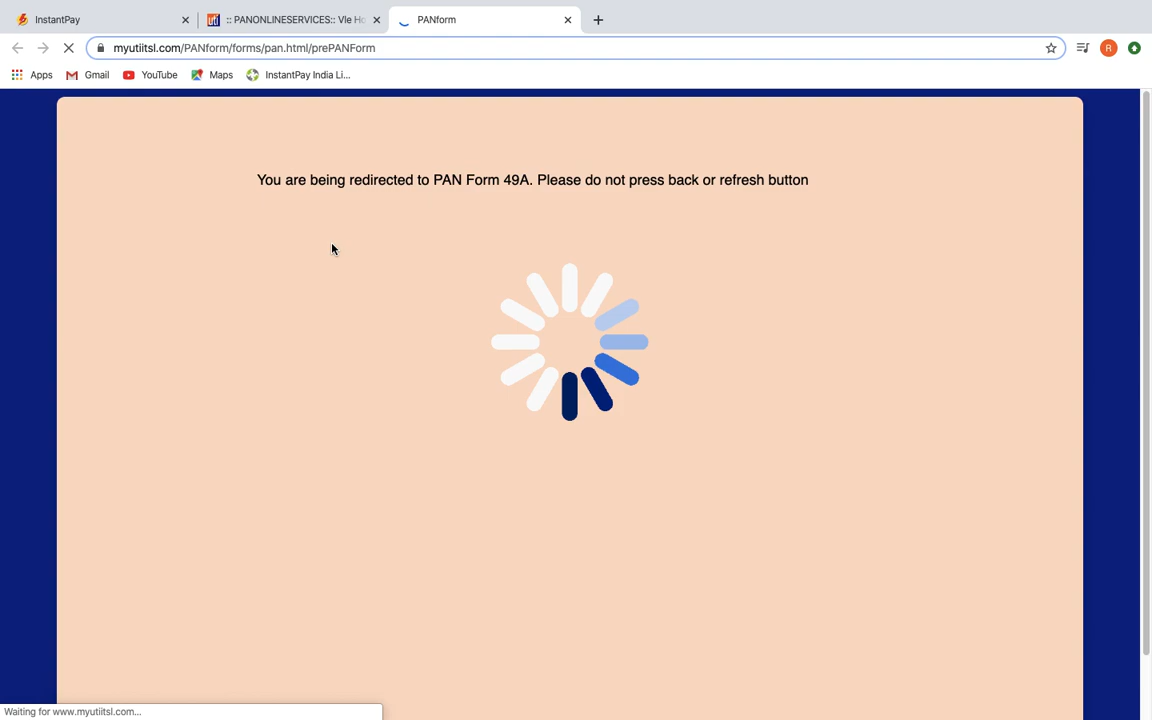 InstantPay
:: PANONLINESERVICES:: Vle Ho
PANform
myutiitsl.com/PANform/forms/pan.html/prePANForm
R
Apps
Gmail
YouTube
Maps
InstantPay India Li...
You are being redirected to PAN Form 49A. Please do not press back or refresh button
Waiting for www.myutiitsl.com...